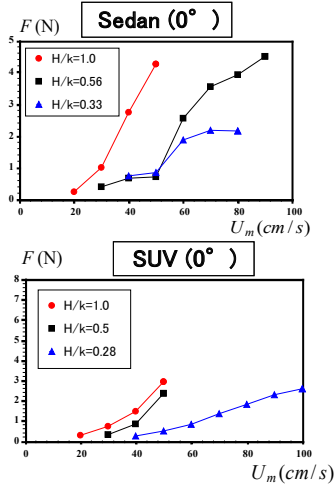 Sedan (0° )
F (N)
5
4
3
2
1
0
H/k=1.0
H/k=0.56
H/k=0.33
0 20 40 60 80 100
U_m (cm / s)
SUV (0° )
F (N)
8
7
6
5
4
3
2
1
0
H/k=1.0
H/k=0.5
H/k=0.28
0 20 40 60 80 100
U_m (cm / s)